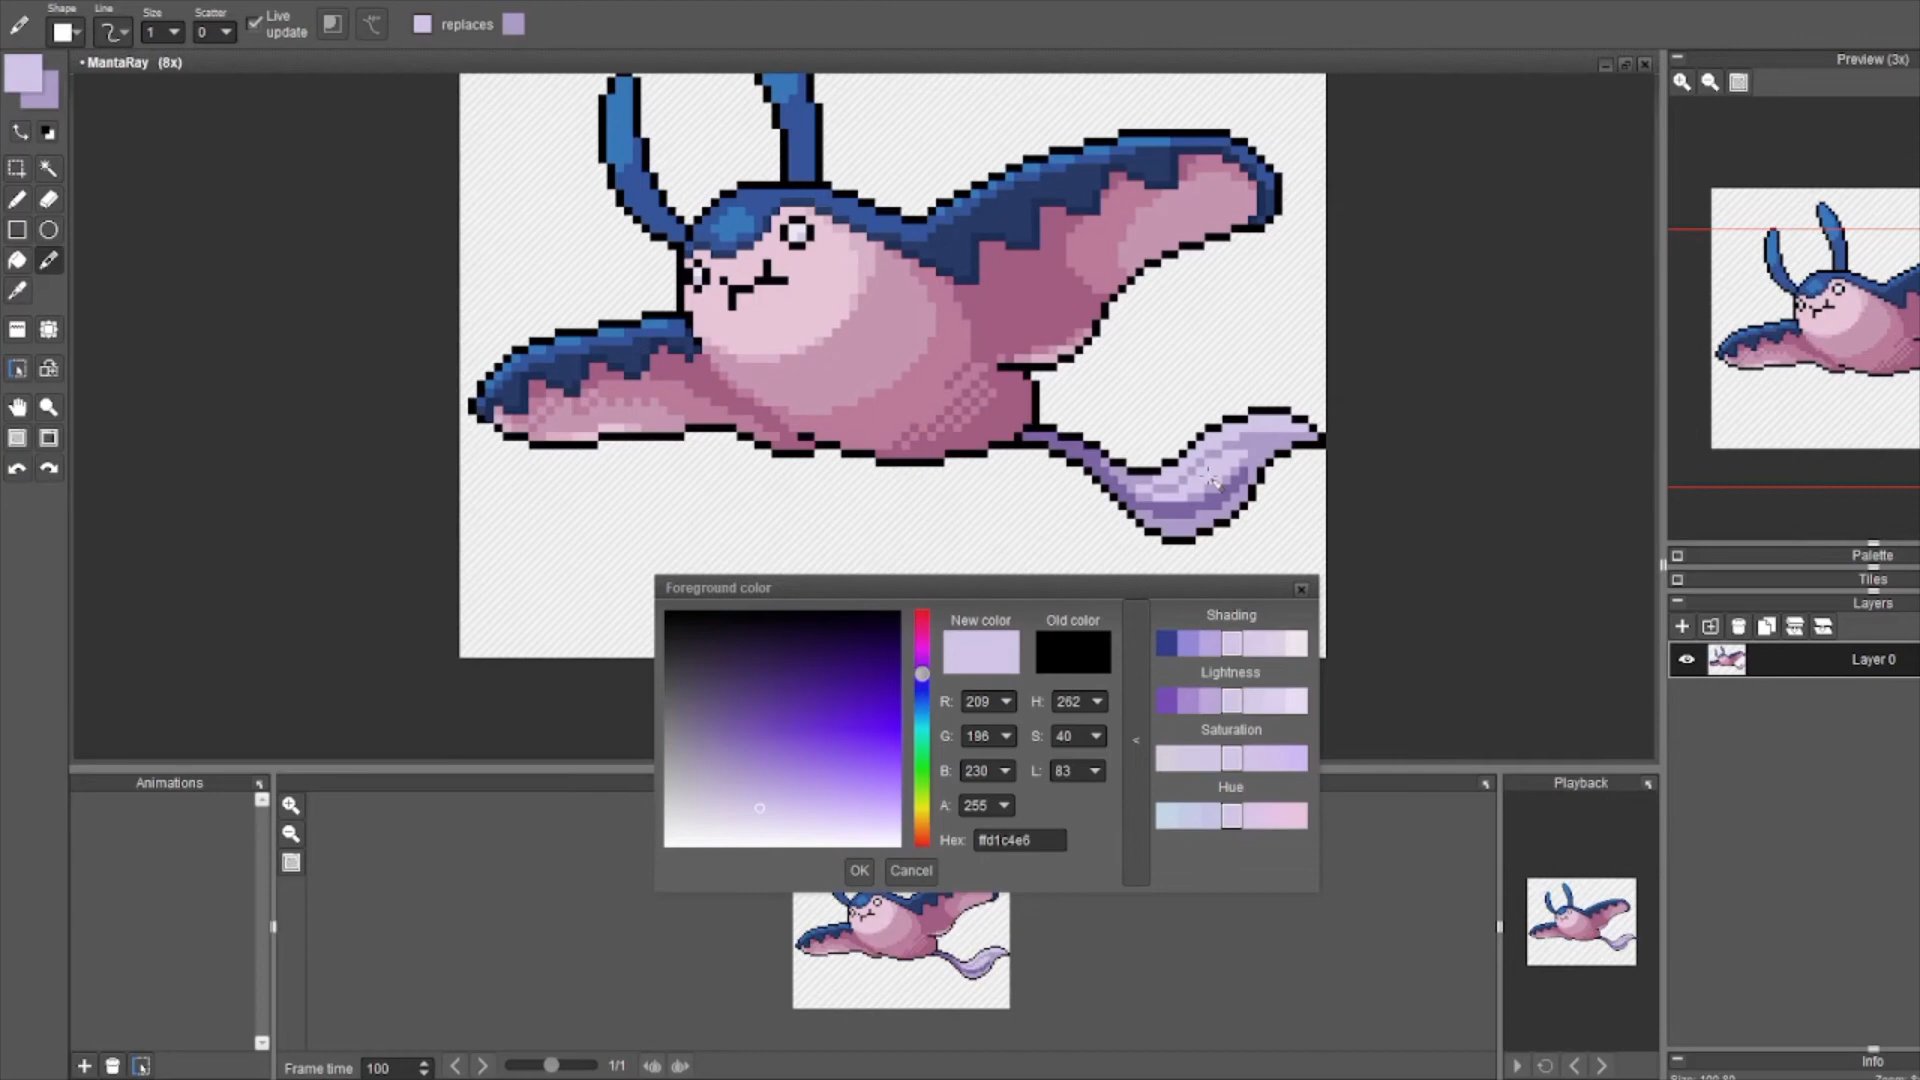 Shape Line Size Scatter
1 0 Live update replaces
• MantaRay (8x)
Preview (3x)
Palette
Tiles
Layers
Layer 0
Foreground color
New color Old color
R: 209 H: 262
G: 196 S: 40
B: 230 L: 83
A: 255
Hex: ffd1c4e6
OK Cancel
<
Shading
Lightness
Saturation
Hue
Animations
Playback
Frame time 100 1/1
Info